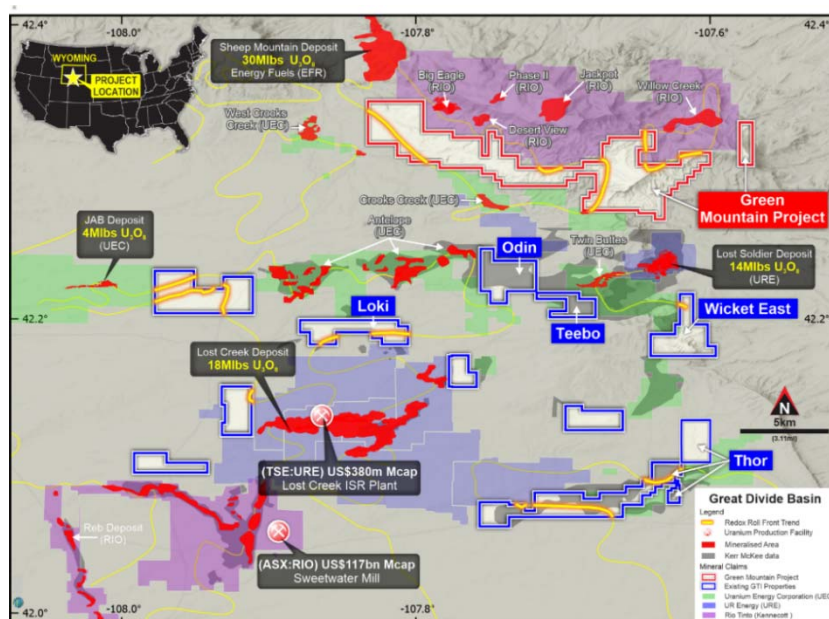 42.4°
-108.0°
-107.8°
-107.6°
42.4°
WYOMING
PROJECT
LOCATION
Sheep Mountain Deposit
30Mlbs U₃O₈
Energy Fuels (EFR)
Big Eagle
(RIO)
Phase II
(RIO)
Jackpot
(RIO)
Willow Creek
(RIO)
Desert View
(RIO)
West Crooks
Creek (UEC)
Crooks Creek (UEC)
Green
Mountain Project
JAB Deposit
4Mlbs U₃O₈
(UEC)
Antelope
(UEC)
Odin
Twin Buttes
(UEC)
Lost Soldier Deposit
14Mlbs U₃O₈
(URE)
42.2°
42.2°
Loki
Teebo
Wicket East
Lost Creek Deposit
18Mlbs U₃O₈
N
5km
(3.11mi)
(TSE:URE) US$380m Mcap
Lost Creek ISR Plant
Thor
Reb Deposit
(RIO)
(ASX:RIO) US$117bn Mcap
Sweetwater Mill
Great Divide Basin
Legend
Redox Roll Front Trend
Uranium Production Facility
Mineralised Area
Kerr McKee data
Mineral Claims
Green Mountain Project
Existing GTI Properties
Uranium Energy Corporation (UEC)
UR Energy (URE)
Rio Tinto (Kennecott )
42.0°
-108.0°
-107.8°